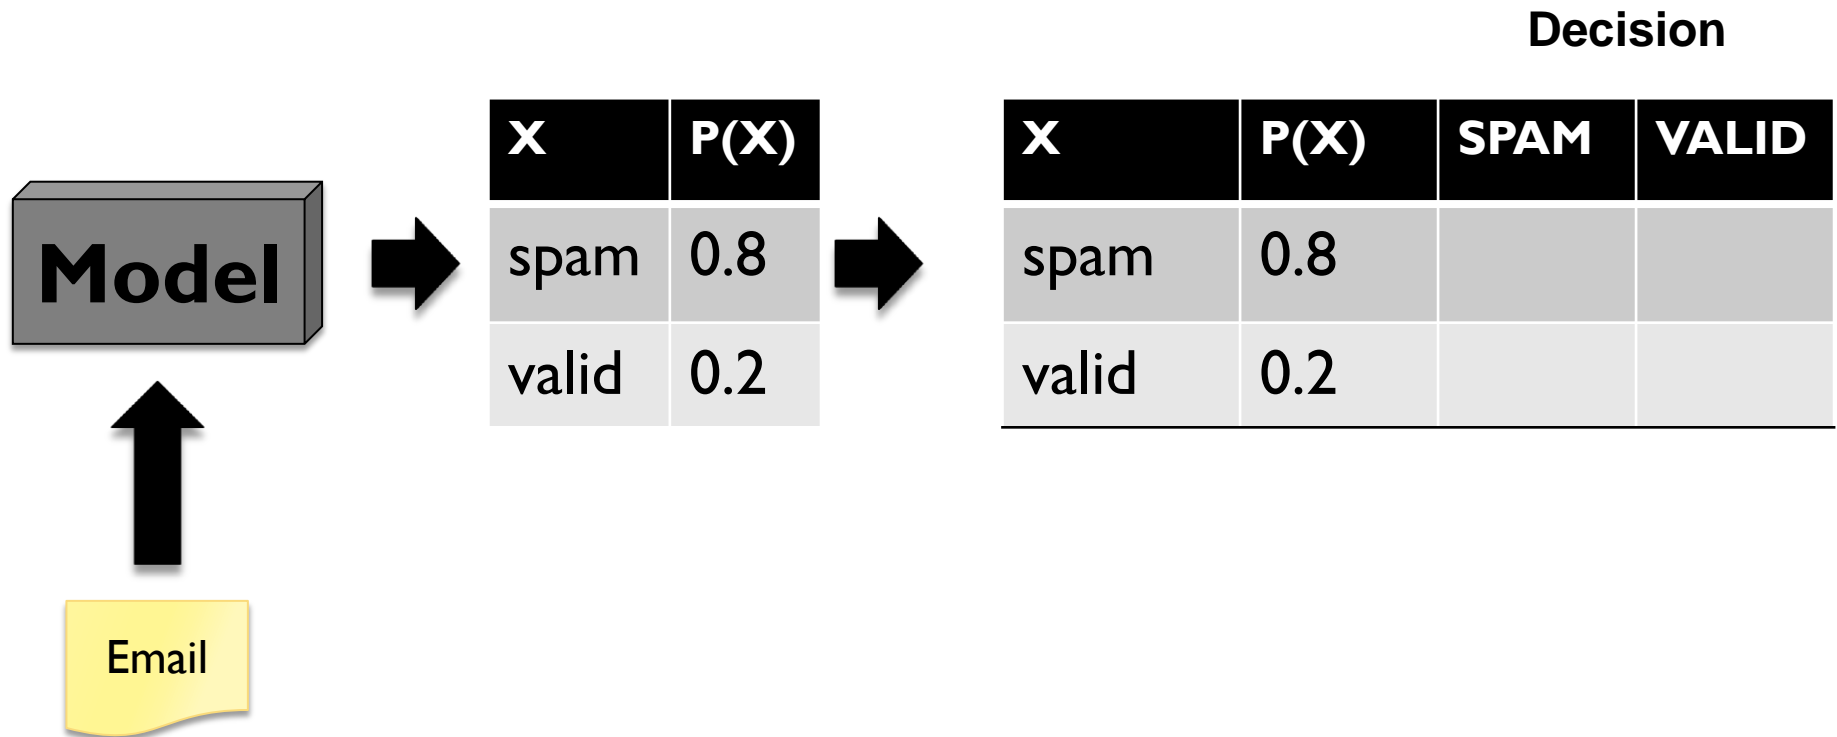 Decision
X P(X)
spam 0.8
valid 0.2
X P(X) SPAM VALID
spam 0.8
valid 0.2
Model
Email